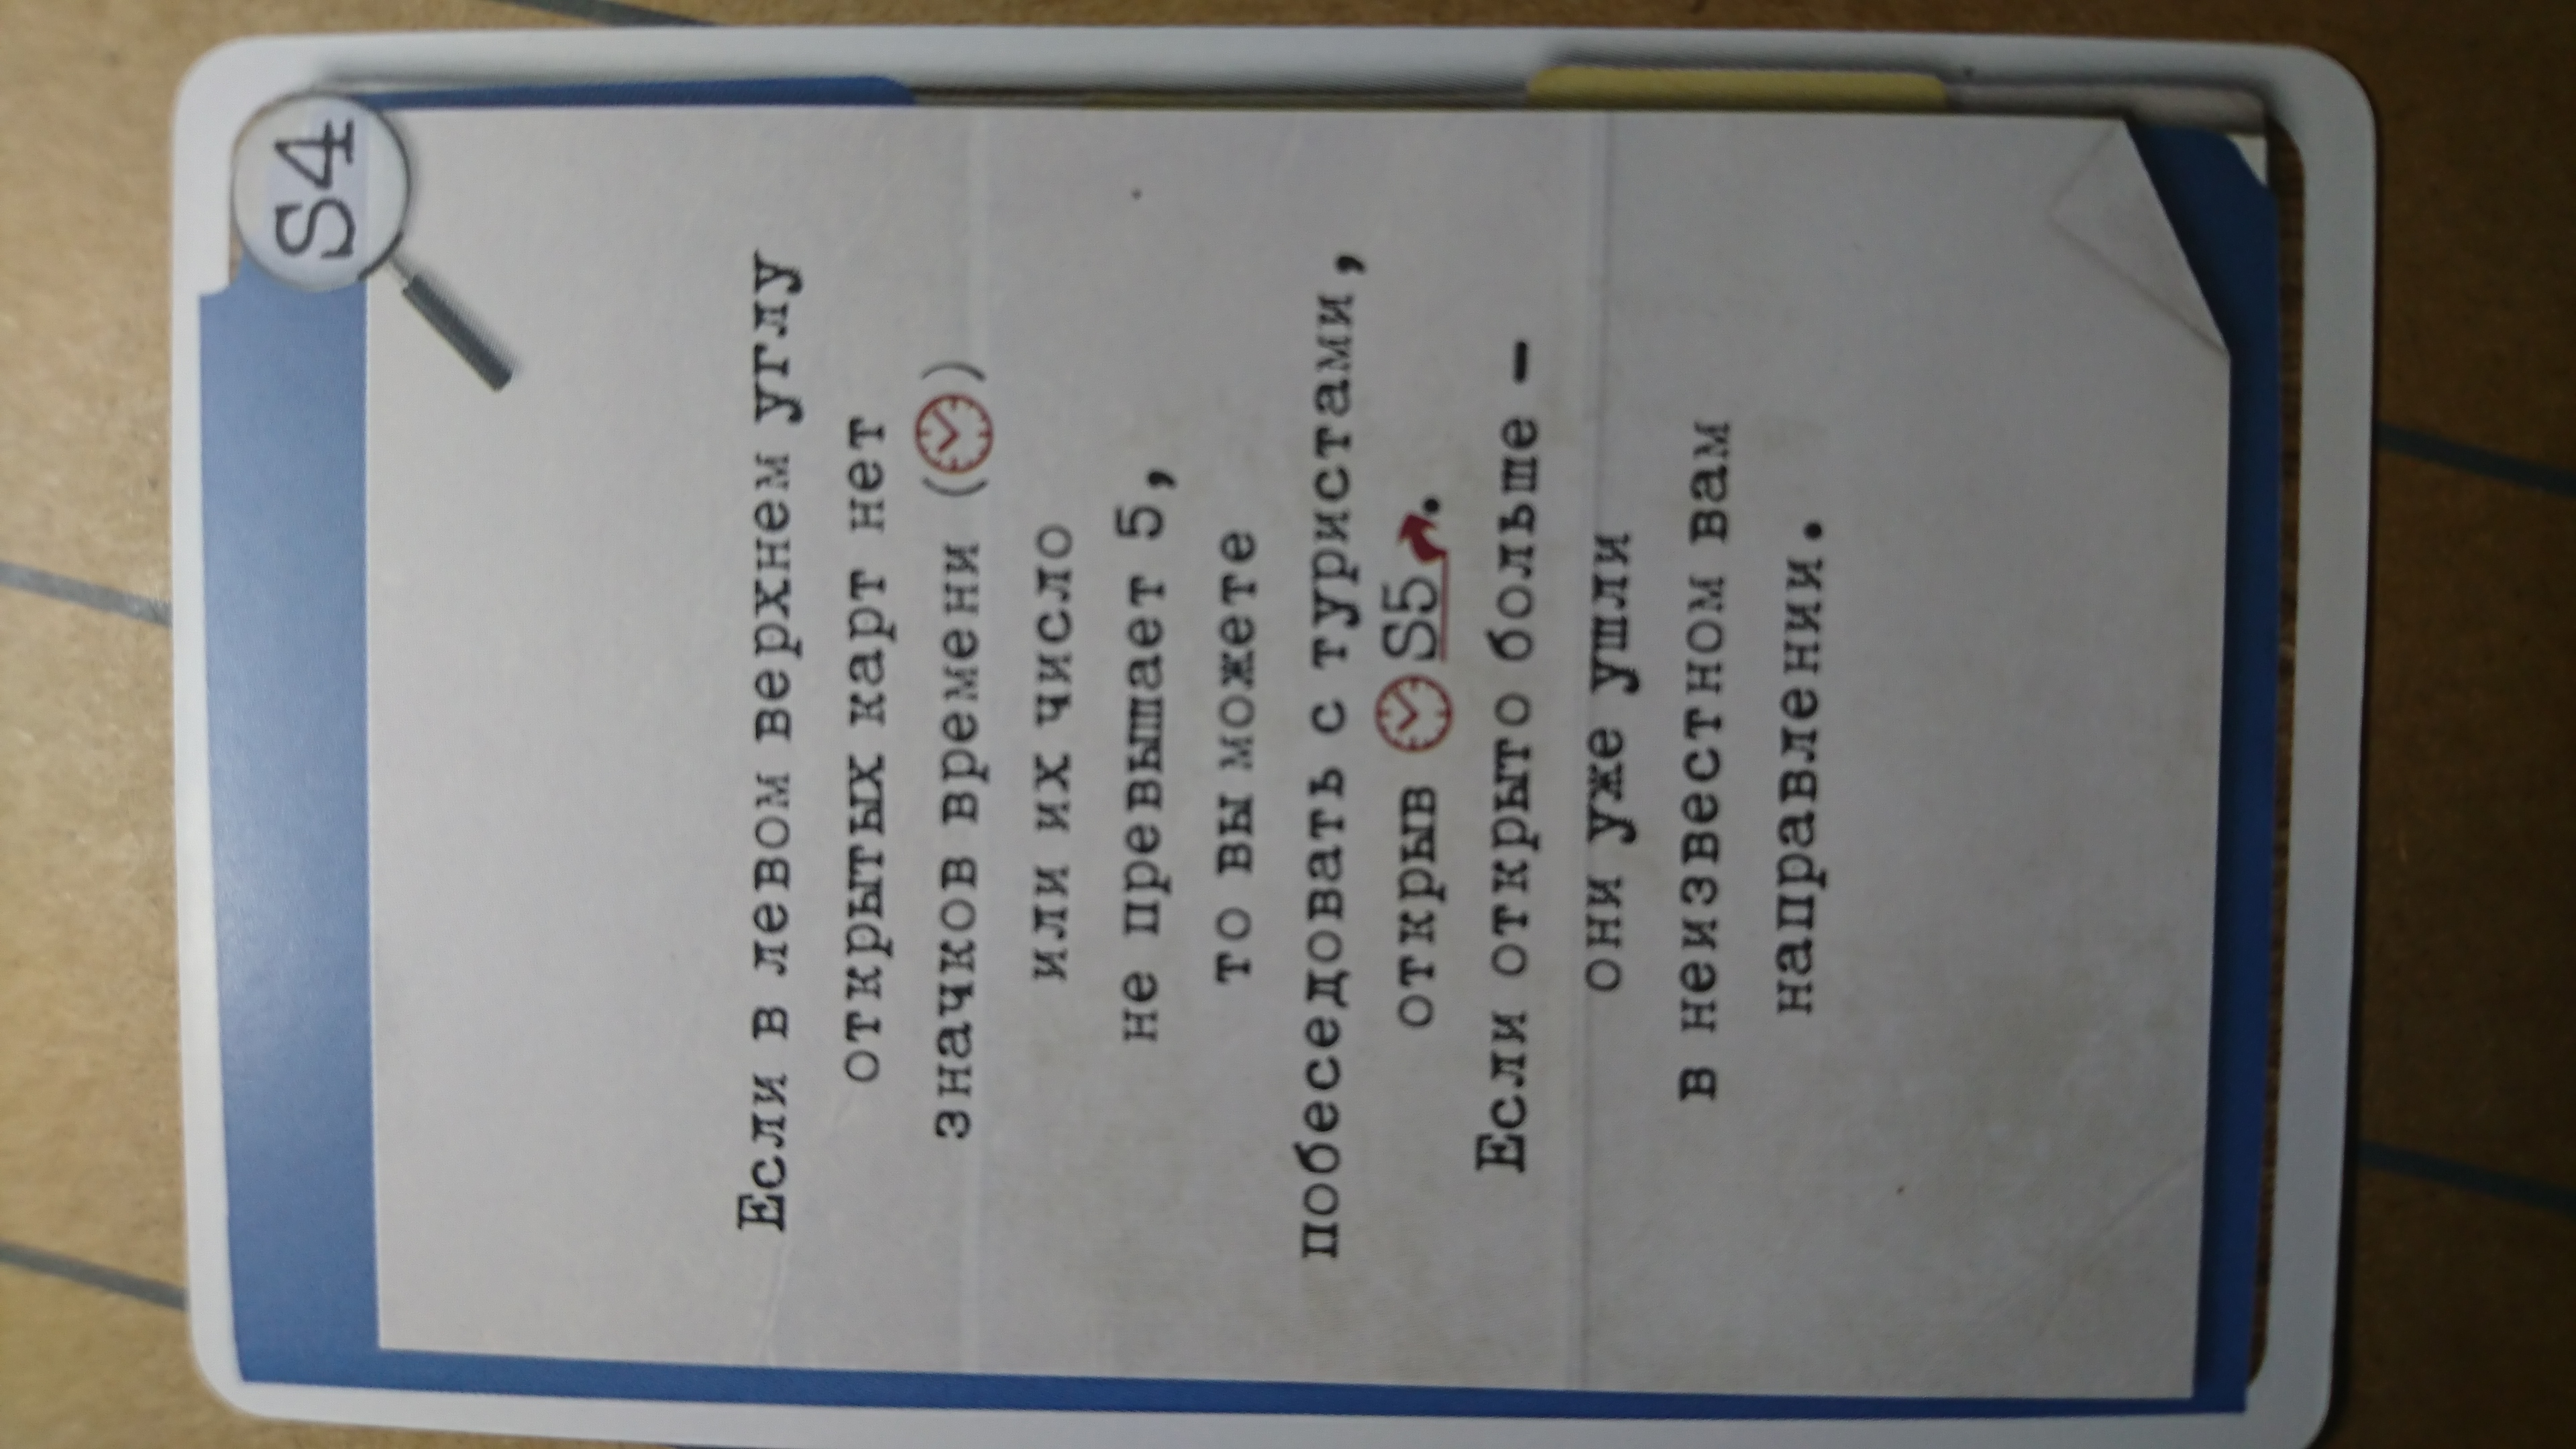 S4
Если в левом верхнем углу
открытых карт нет
значков времени ( )
или их число
не превышает 5,
то вы можете
побеседовать с туристами,
открыв S5.
Если открыто больше –
они уже ушли
в неизвестном вам
направлении.